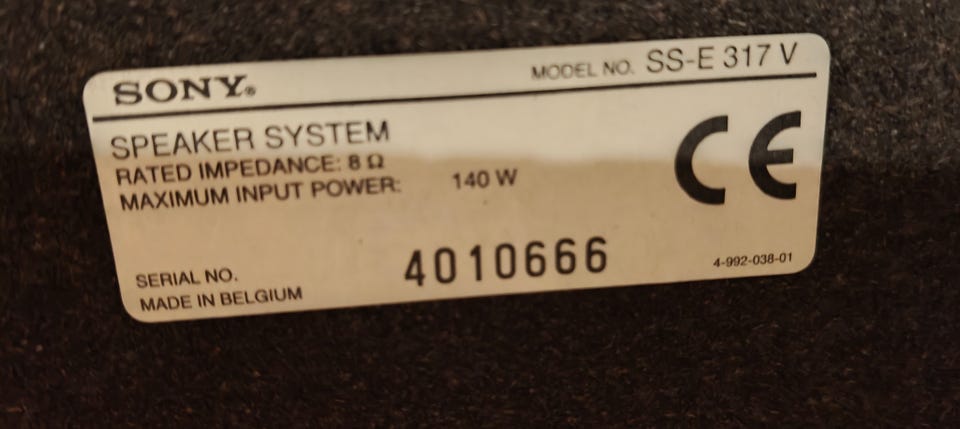 SONY® MODEL NO. SS-E 317 V
SPEAKER SYSTEM
RATED IMPEDANCE: 8 Ω
MAXIMUM INPUT POWER: 140 W
CE
SERIAL NO. 4010666
MADE IN BELGIUM
4-992-038-01